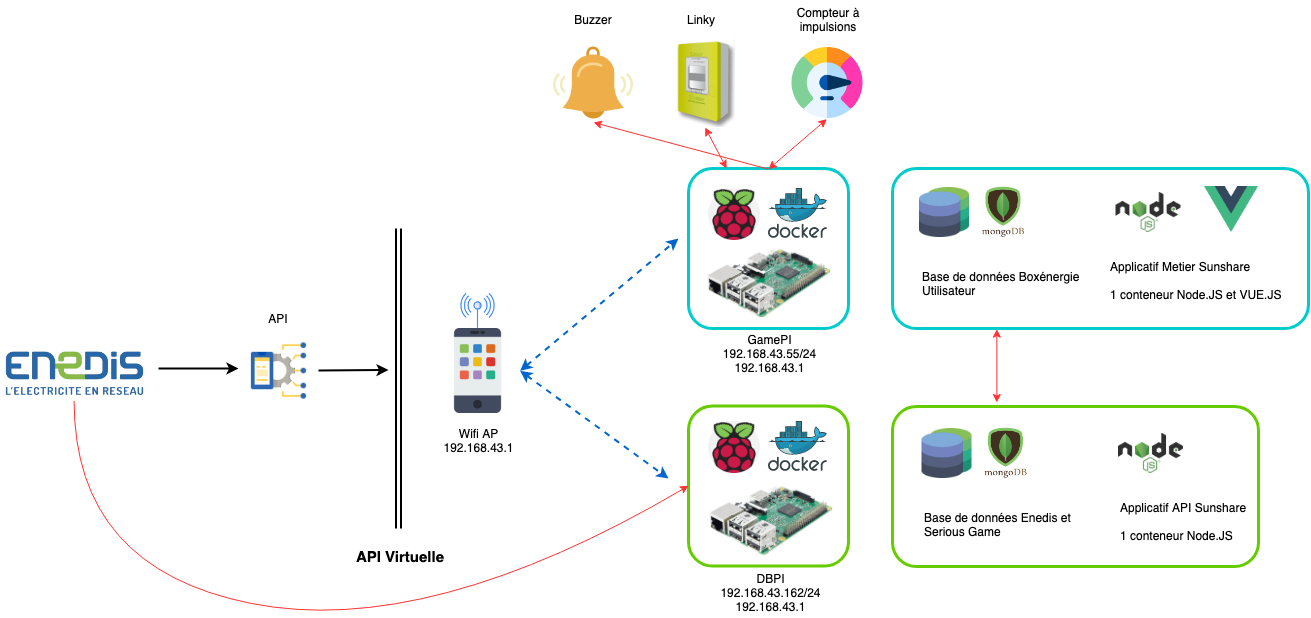 Buzzer
Linky
Compteur à
impulsions
docker
mongoDB
node
JS
Base de données Boxénergie
Utilisateur
Applicatif Metier Sunshare
1 conteneur Node.JS et VUE.JS
GamePI
192.168.43.55/24
192.168.43.1
API
ENEDIS
L'ELECTRICITE EN RESEAU
Wifi AP
192.168.43.1
API Virtuelle
docker
DBPI
192.168.43.162/24
192.168.43.1
mongoDB
node
JS
Base de données Enedis et
Serious Game
Applicatif API Sunshare
1 conteneur Node.JS